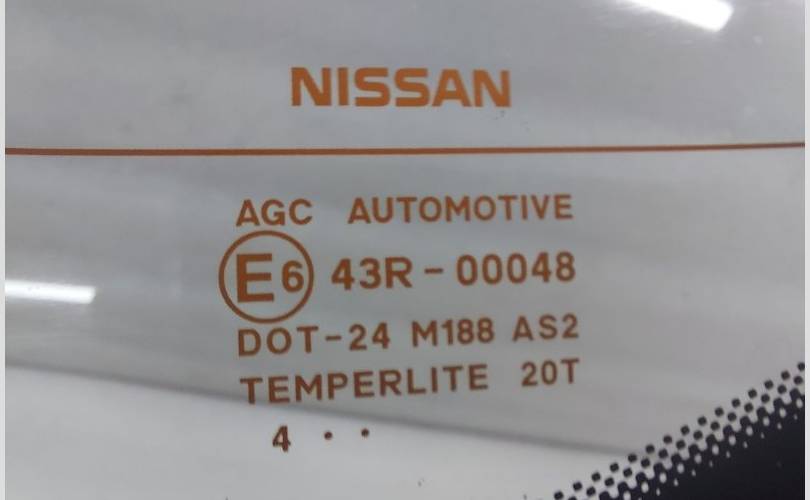 NISSAN
AGC AUTOMOTIVE
E6 43R-00048
DOT-24 M188 AS2
TEMPERLITE 20T
4 · ·